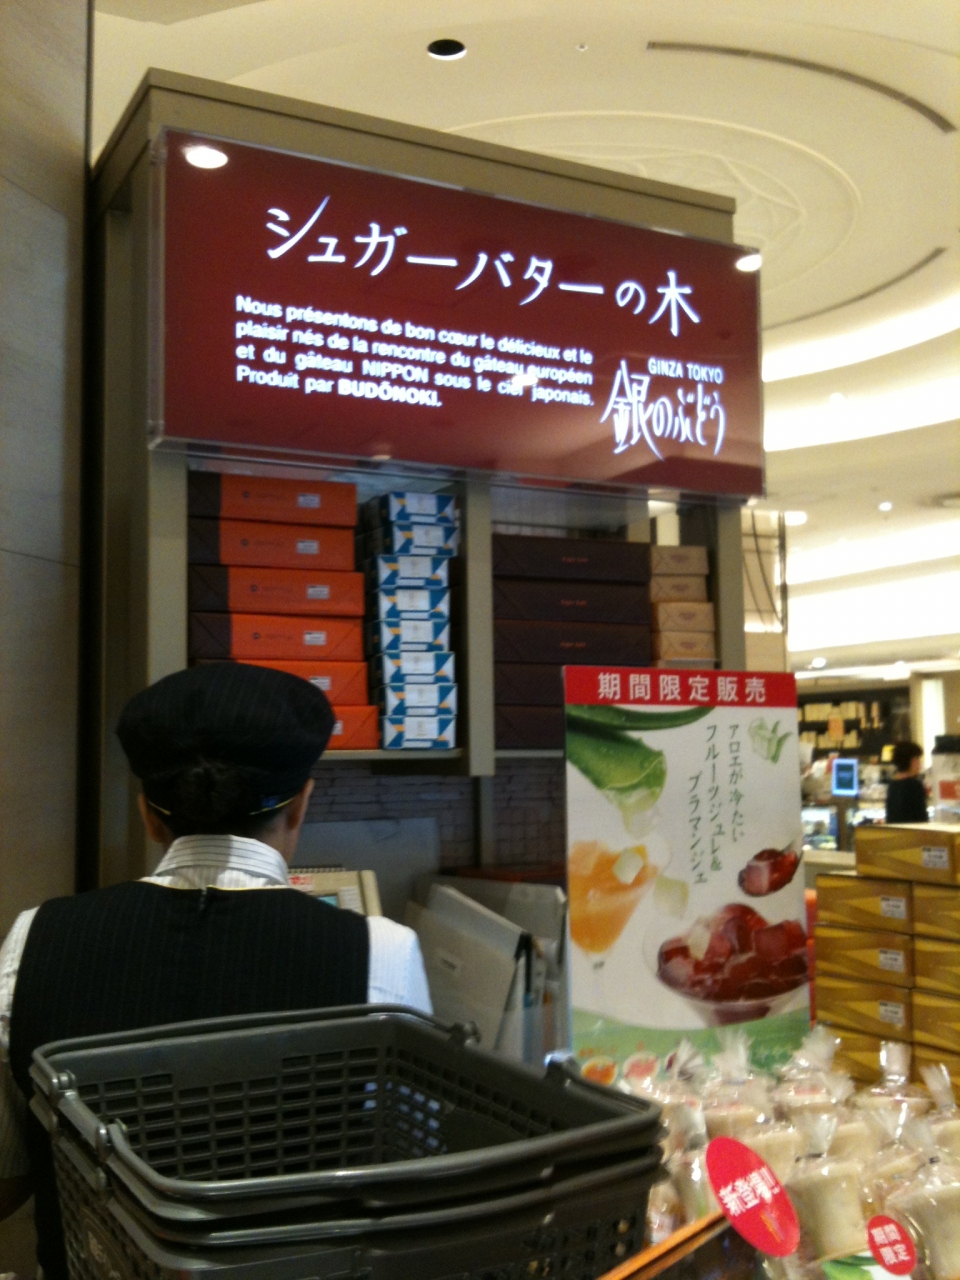 シュガーバターの木
Nous présentons de bon cœur le délicieux et le
plaisir nés de la rencontre du gâteau européen
et du gâteau NIPPON sous le ciel japonais.
Produit par BUDŌNOKI.
GINZA TOKYO
銀のぶどう
期間限定販売
アロエが冷たい
フルーツジュレ&
ブラマンジェ
新登場!!
期間
限定